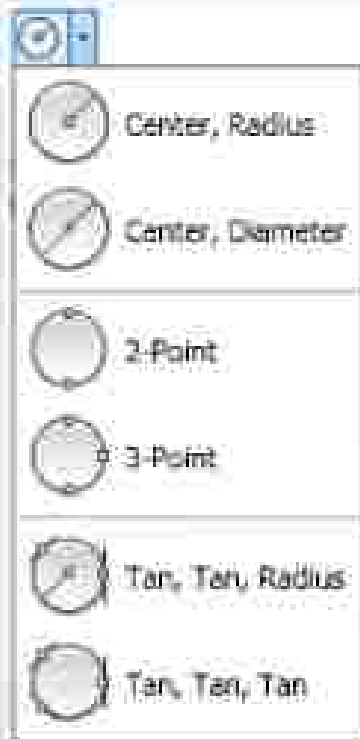 Center, Radius
Center, Diameter
2-Point
3-Point
Tan, Tan, Radius
Tan, Tan, Tan